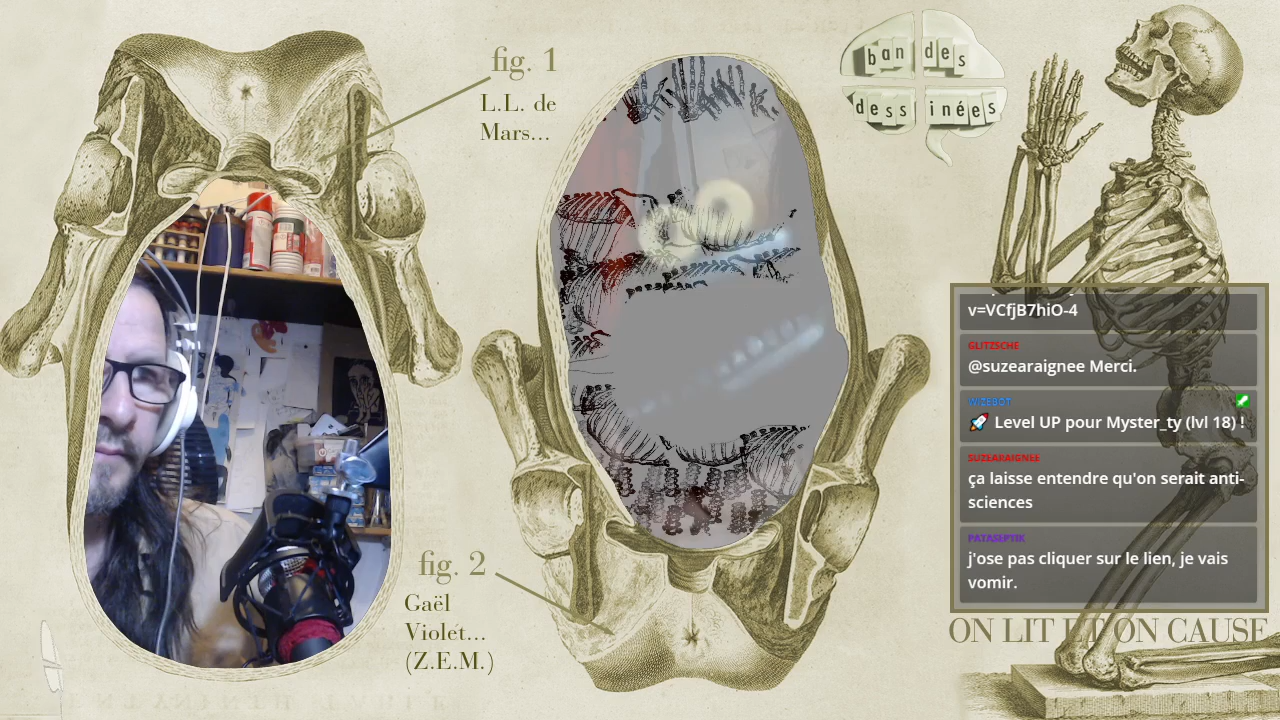 fig. 1
L.L. de
Mars...
ban des
dess inées
v=VCfjB7hiO-4
GLITZSCHE
@suzearaignee Merci.
WIZEBOT
🚀 Level UP pour Myster_ty (lvl 18) !
SUZEARAIGNEE
ça laisse entendre qu'on serait anti-
sciences
PATASEPTIK
j'ose pas cliquer sur le lien, je vais
vomir.
fig. 2
Gaël
Violet...
(Z.E.M.)
ON LIT ET ON CAUSE